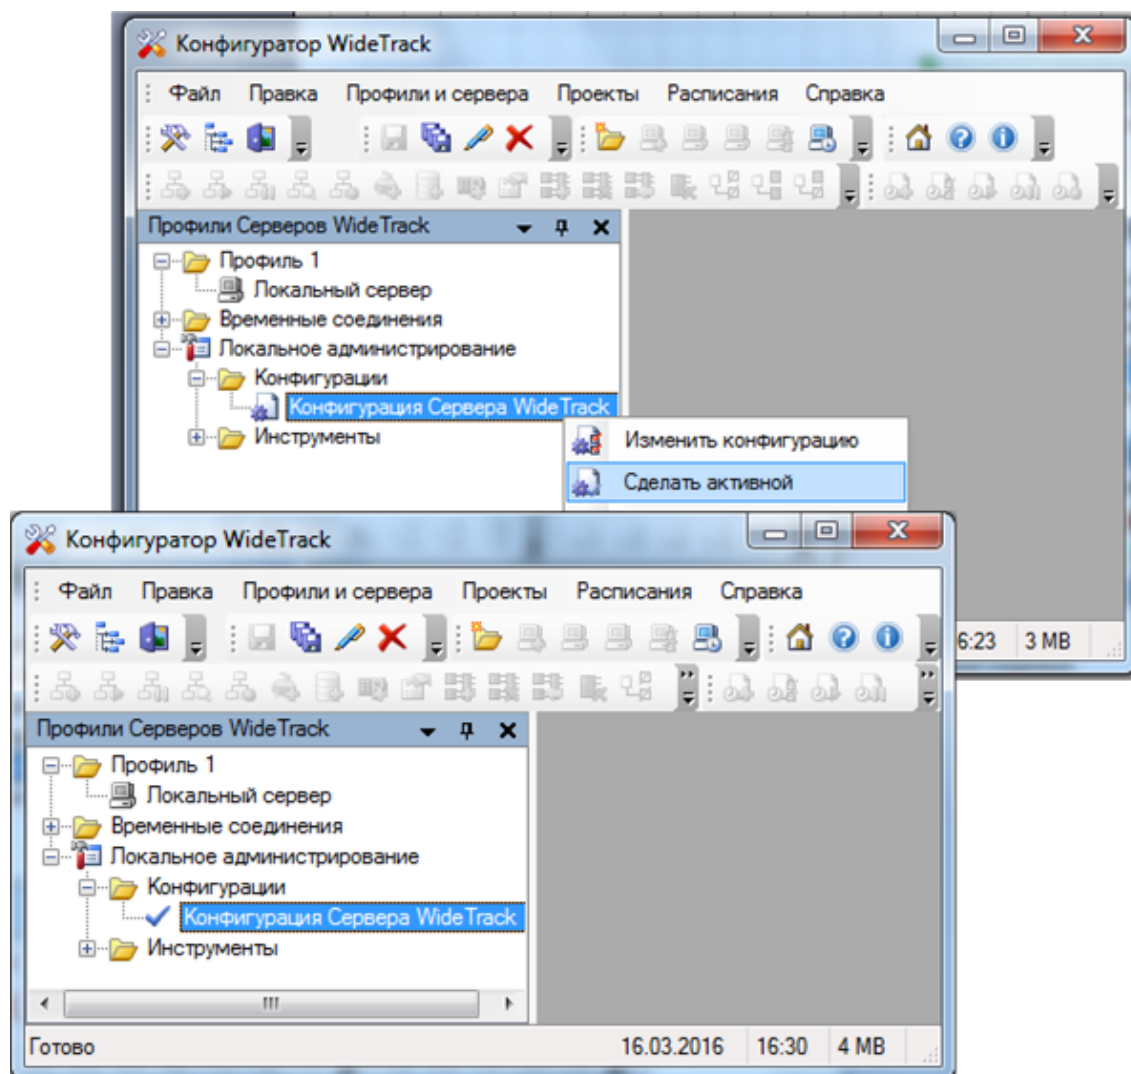 Конфигуратор WideTrack
Файл Правка Профили и сервера Проекты Расписания Справка
Профили Серверов WideTrack
Профиль 1
Локальный сервер
Временные соединения
Локальное администрирование
Конфигурации
Конфигурация Сервера WideTrack
Инструменты
Изменить конфигурацию
Сделать активной
6:23 3 MB
Конфигуратор WideTrack
Файл Правка Профили и сервера Проекты Расписания Справка
Профили Серверов WideTrack
Профиль 1
Локальный сервер
Временные соединения
Локальное администрирование
Конфигурации
Конфигурация Сервера WideTrack
Инструменты
Готово 16.03.2016 16:30 4 MB